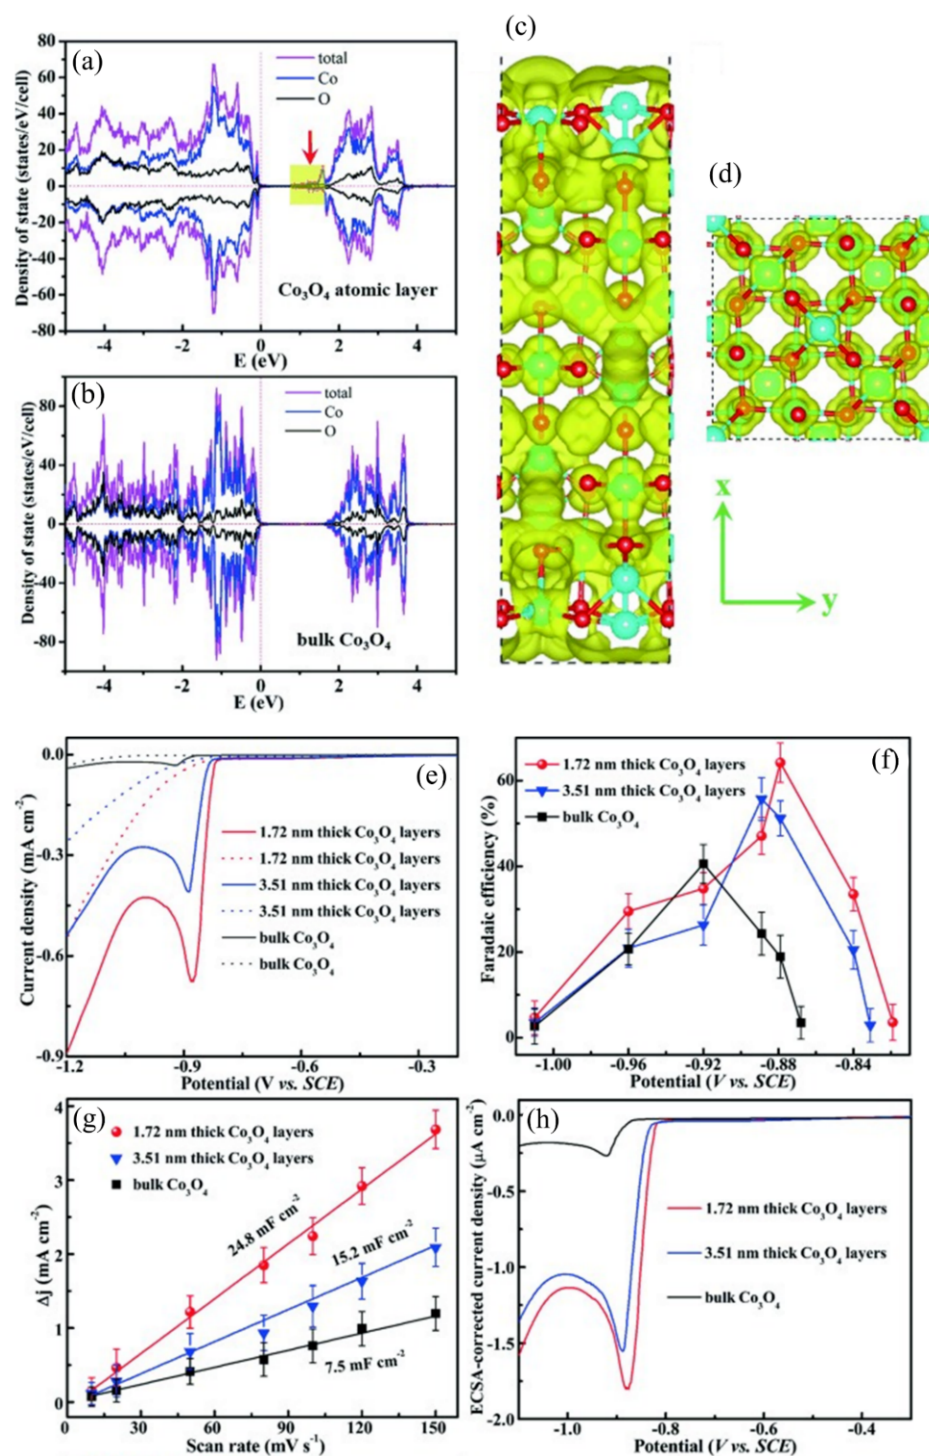 (a)
total
Co
O
Density of state (states/eV/cell)
80
60
40
20
0
-20
-40
-60
-80
Co₃O₄ atomic layer
-4
-2
0
2
4
E (eV)
(b)
total
Co
O
Density of state (states/eV/cell)
80
40
0
-40
-80
bulk Co₃O₄
-4
-2
0
2
4
E (eV)
(c)
(d)
x
y
(e)
Current density (mA cm⁻²)
0.0
-0.3
-0.6
-0.9
1.72 nm thick Co₃O₄ layers
1.72 nm thick Co₃O₄ layers
3.51 nm thick Co₃O₄ layers
3.51 nm thick Co₃O₄ layers
bulk Co₃O₄
bulk Co₃O₄
-1.2
-0.9
-0.6
-0.3
Potential (V vs. SCE)
(f)
1.72 nm thick Co₃O₄ layers
3.51 nm thick Co₃O₄ layers
bulk Co₃O₄
Faradaic efficiency (%)
60
40
20
0
-1.00
-0.96
-0.92
-0.88
-0.84
Potential (V vs. SCE)
(g)
1.72 nm thick Co₃O₄ layers
3.51 nm thick Co₃O₄ layers
bulk Co₃O₄
Δj (mA cm⁻²)
4
3
2
1
0
24.8 mF cm⁻²
15.2 mF cm⁻²
7.5 mF cm⁻²
0
30
60
90
120
150
Scan rate (mV s⁻¹)
(h)
ECSA-corrected current density (μA cm⁻²)
0.0
-0.5
-1.0
-1.5
-2.0
1.72 nm thick Co₃O₄ layers
3.51 nm thick Co₃O₄ layers
bulk Co₃O₄
-1.0
-0.8
-0.6
-0.4
Potential (V vs. SCE)